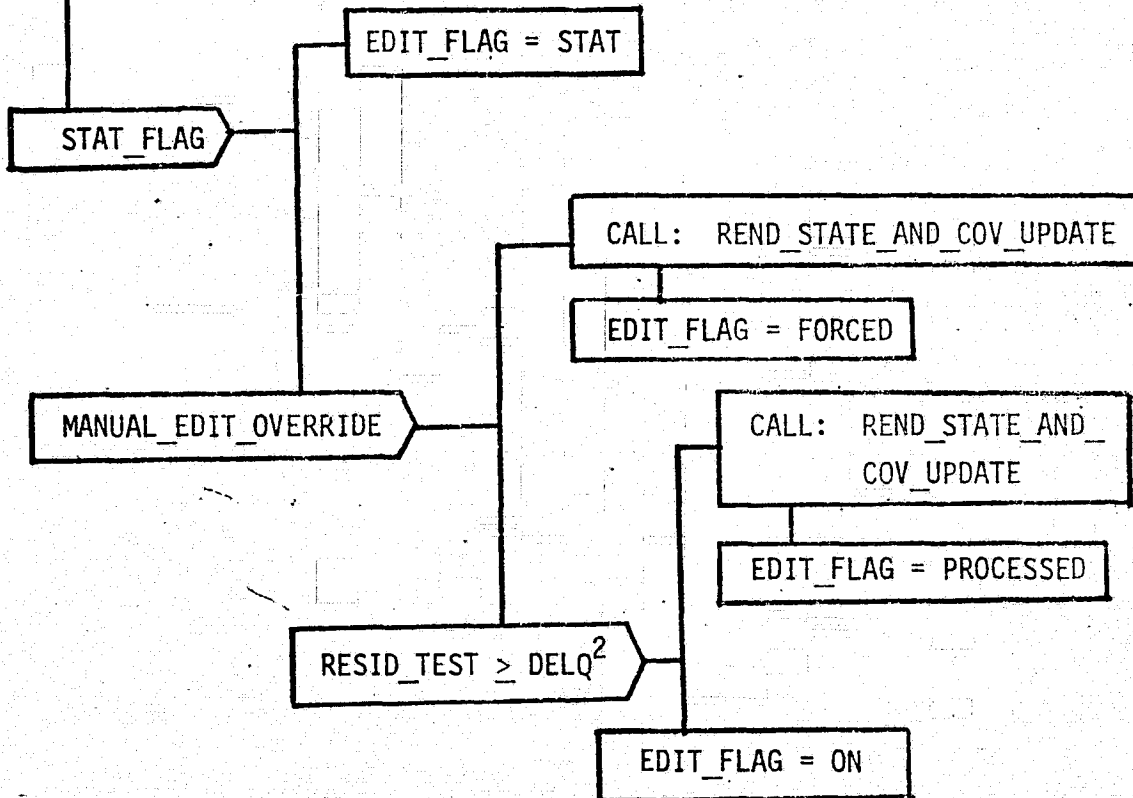 EDIT_FLAG = STAT
STAT_FLAG
CALL: REND_STATE_AND_COV_UPDATE
EDIT_FLAG = FORCED
MANUAL_EDIT_OVERRIDE
CALL: REND_STATE_AND_
COV_UPDATE
EDIT_FLAG = PROCESSED
RESID_TEST ≥ DELQ²
EDIT_FLAG = ON